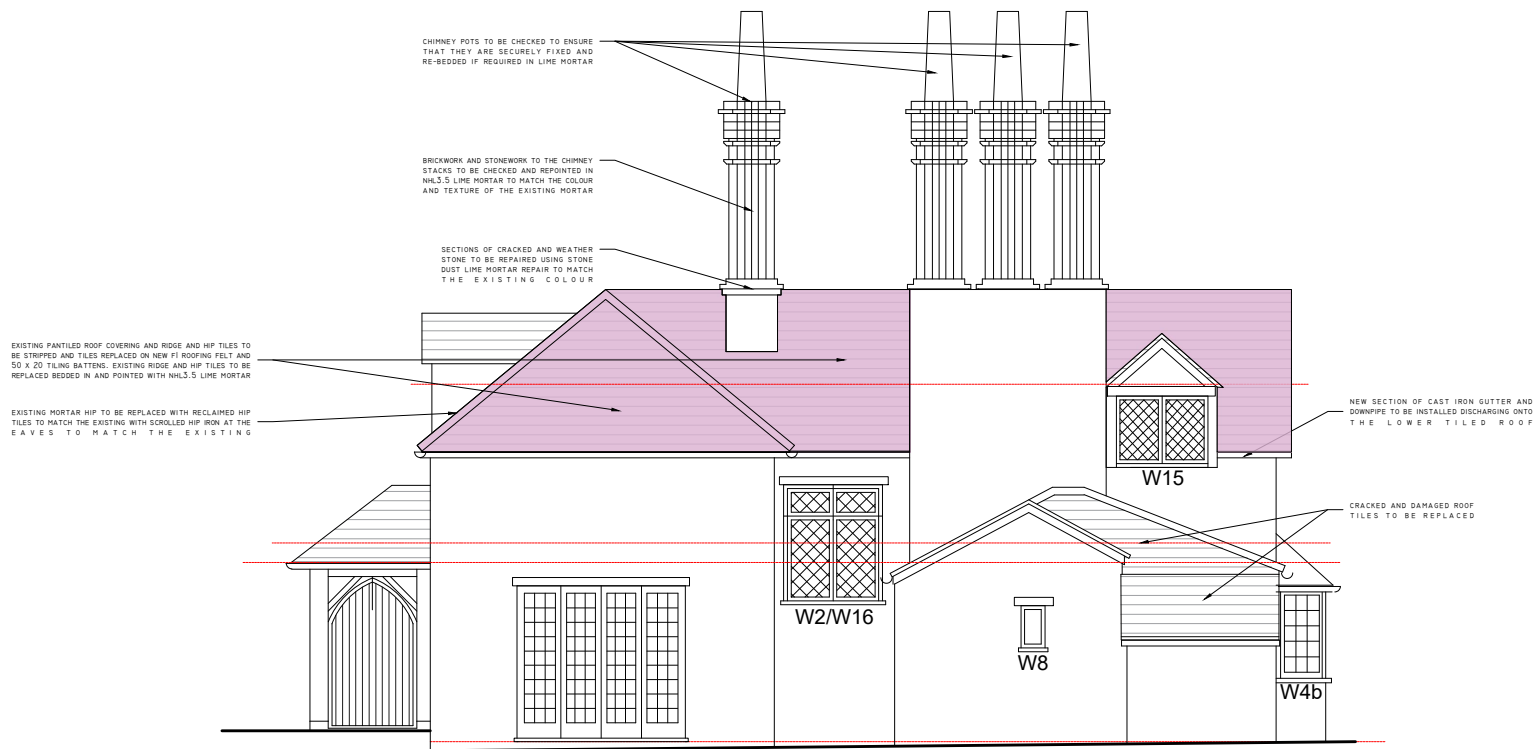 CHIMNEY POTS TO BE CHECKED TO ENSURE
THAT THEY ARE SECURELY FIXED AND
RE-BEDDED IF REQUIRED IN LIME MORTAR
BRICKWORK AND STONEWORK TO THE CHIMNEY
STACKS TO BE CHECKED AND REPOINTED IN
NHL3.5 LIME MORTAR TO MATCH THE COLOUR
AND TEXTURE OF THE EXISTING MORTAR
SECTIONS OF CRACKED AND WEATHER
STONE TO BE REPAIRED USING STONE
DUST LIME MORTAR REPAIR TO MATCH
THE EXISTING COLOUR
EXISTING PANTILED ROOF COVERING AND RIDGE AND HIP TILES TO
BE STRIPPED AND TILES REPLACED ON NEW F1 ROOFING FELT AND
50 X 20 TILING BATTENS. EXISTING RIDGE AND HIP TILES TO BE
REPLACED BEDDED IN AND POINTED WITH NHL3.5 LIME MORTAR
EXISTING MORTAR HIP TO BE REPLACED WITH RECLAIMED HIP
TILES TO MATCH THE EXISTING WITH SCROLLED HIP IRON AT THE
EAVES TO MATCH THE EXISTING
NEW SECTION OF CAST IRON GUTTER AND
DOWNPIPE TO BE INSTALLED DISCHARGING ONTO
THE LOWER TILED ROOF
W15
CRACKED AND DAMAGED ROOF
TILES TO BE REPLACED
W2/W16
W8
W4b